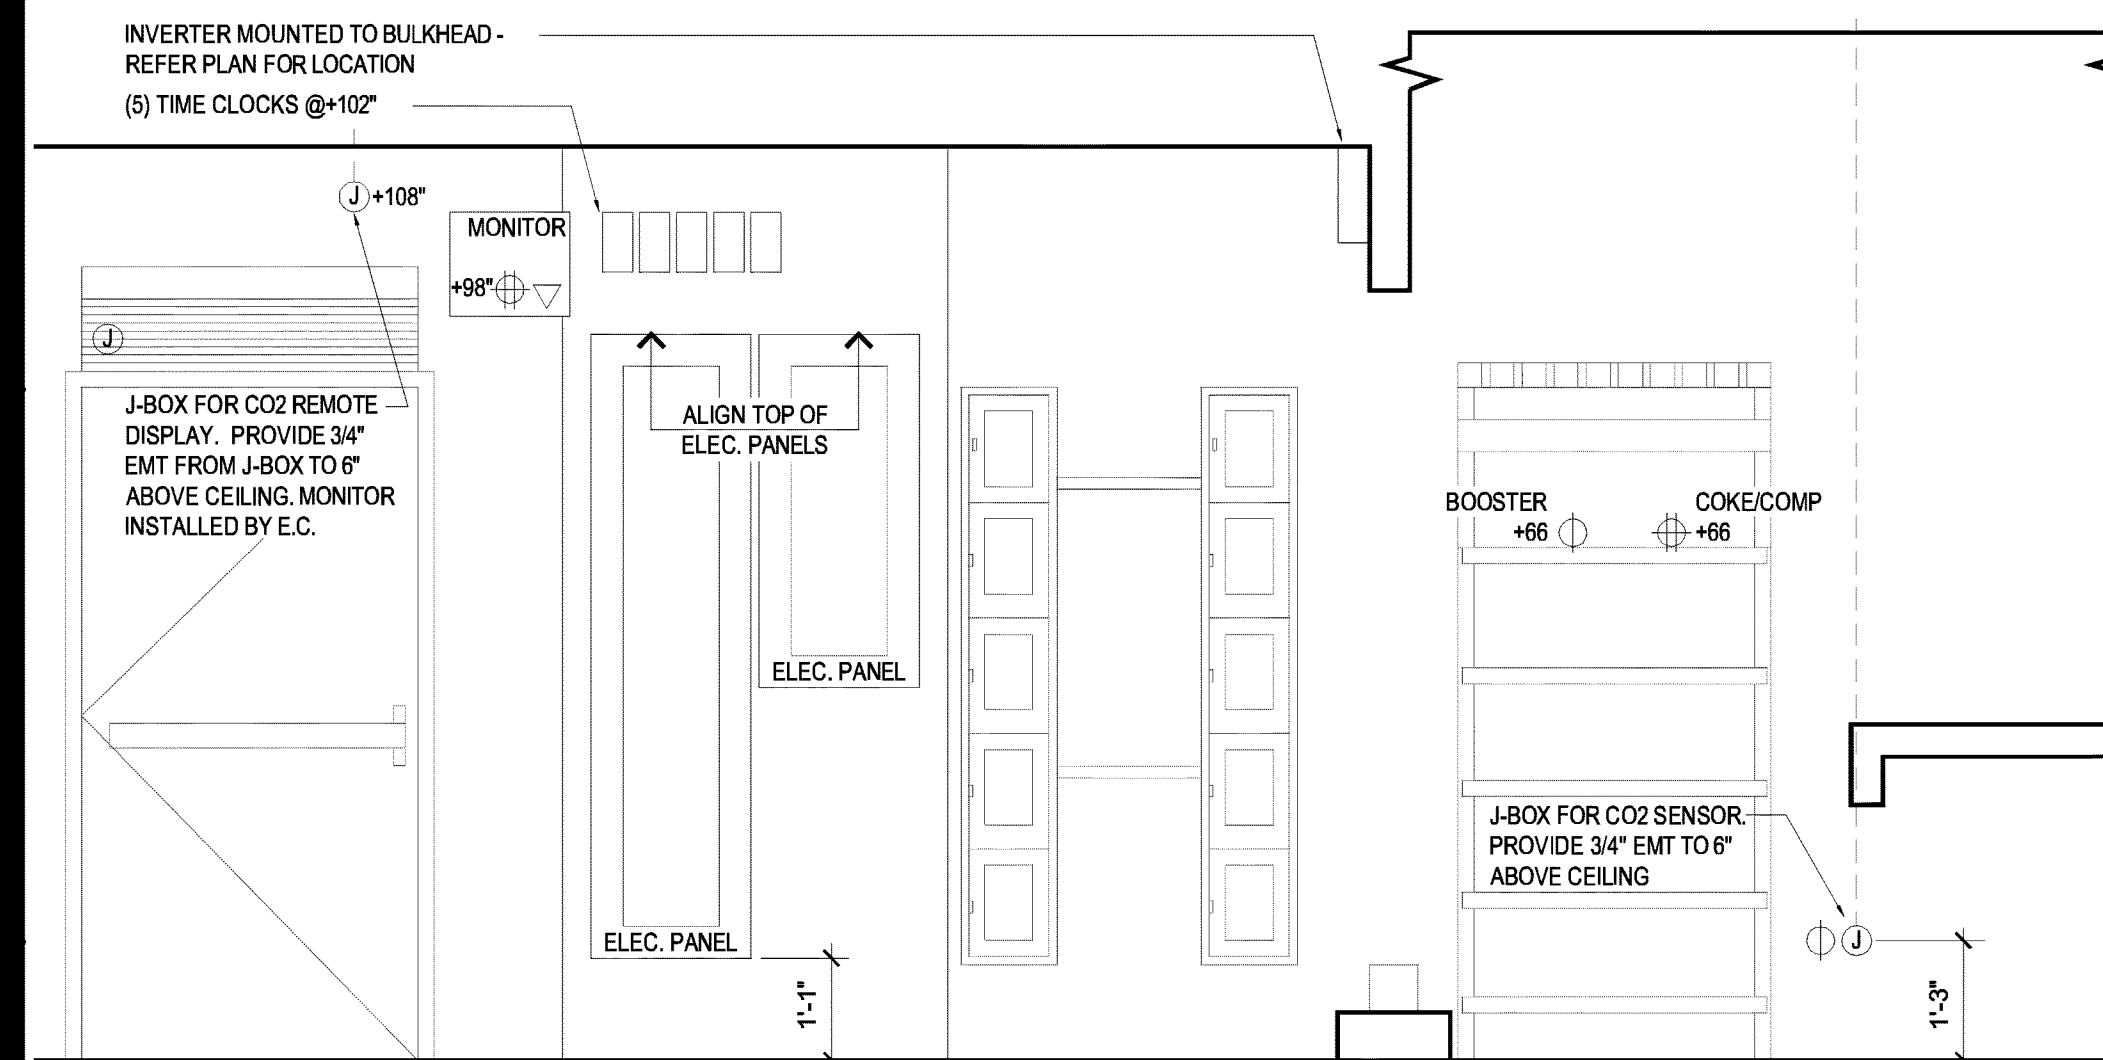 INVERTER MOUNTED TO BULKHEAD -
REFER PLAN FOR LOCATION
(5) TIME CLOCKS @+102"
J +108"
MONITOR
+98"
J
J-BOX FOR CO2 REMOTE
DISPLAY. PROVIDE 3/4"
EMT FROM J-BOX TO 6"
ABOVE CEILING. MONITOR
INSTALLED BY E.C.
ALIGN TOP OF
ELEC. PANELS
ELEC. PANEL
ELEC. PANEL
1'-1"
BOOSTER
+66
COKE/COMP
+66
J-BOX FOR CO2 SENSOR.
PROVIDE 3/4" EMT TO 6"
ABOVE CEILING
J
1'-3"